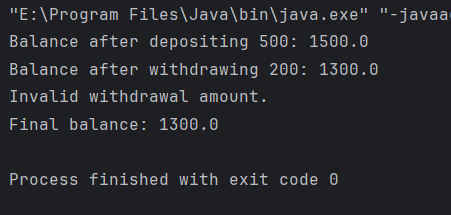 "E:\Program Files\Java\bin\java.exe" "-javaa
Balance after depositing 500: 1500.0
Balance after withdrawing 200: 1300.0
Invalid withdrawal amount.
Final balance: 1300.0
Process finished with exit code 0